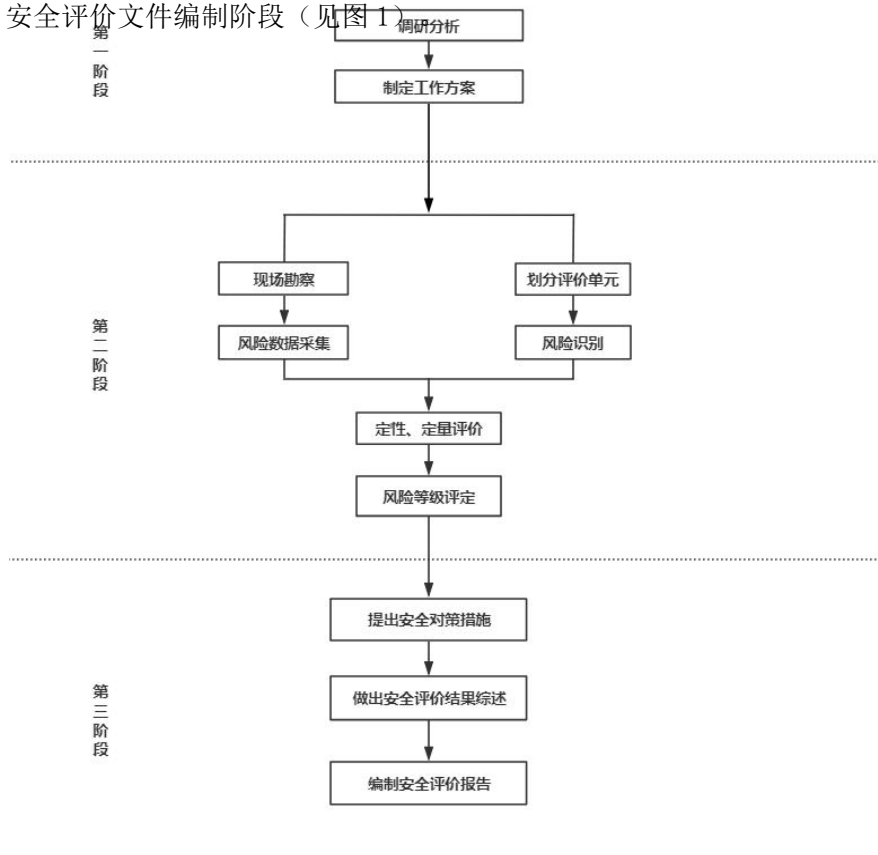 安全评价文件编制阶段（见图1）。
调研分析
第一阶段
制定工作方案
现场勘察
划分评价单元
风险数据采集
风险识别
第二阶段
定性、定量评价
风险等级评定
提出安全对策措施
做出安全评价结果综述
第三阶段
编制安全评价报告